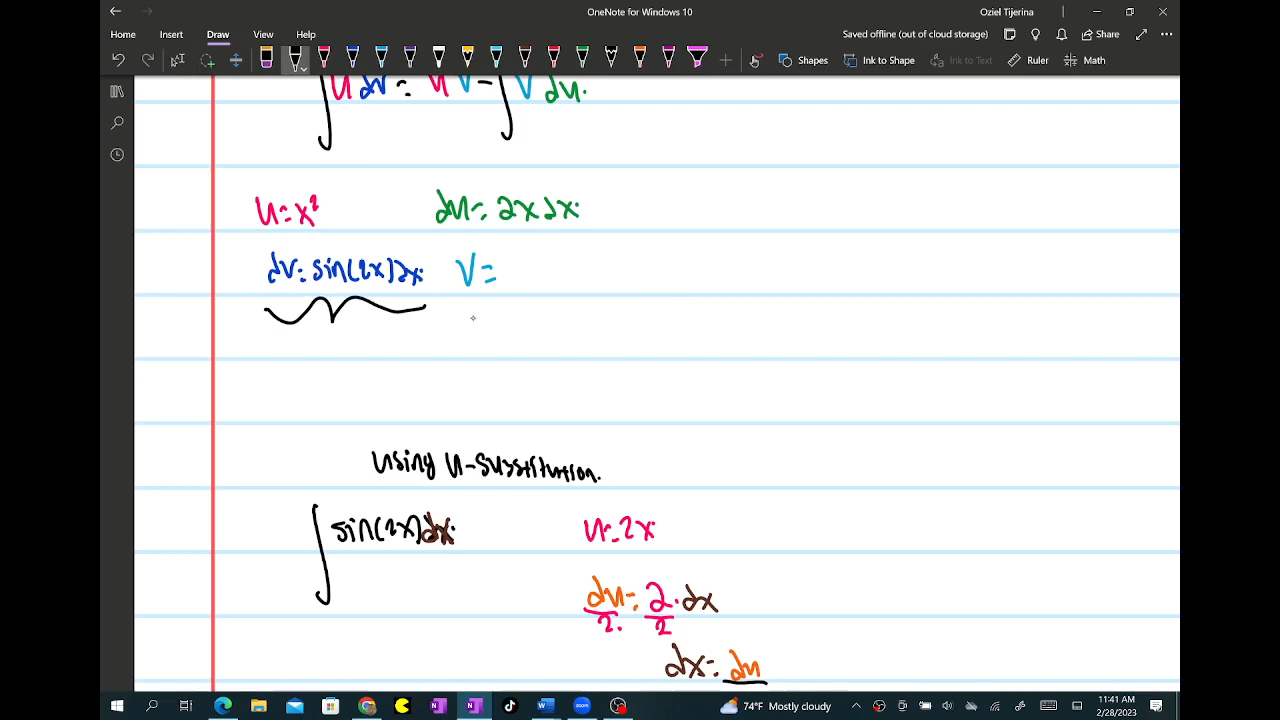 OneNote for Windows 10
Oziel Tijerina
Home Insert Draw View Help
Saved offline (out of cloud storage)
Share
Shapes
Ink to Shape
Ink to Text
Ruler
Math
∫u dv = uv - ∫v du.
u=x² du = 2x dx.
dv = sin(2x)dx. v=
using u-substitution.
∫sin(2x)dx. u=2x.
du/2. = 2/2 . dx
dx = du
74°F Mostly cloudy
11:41 AM
2/28/2023